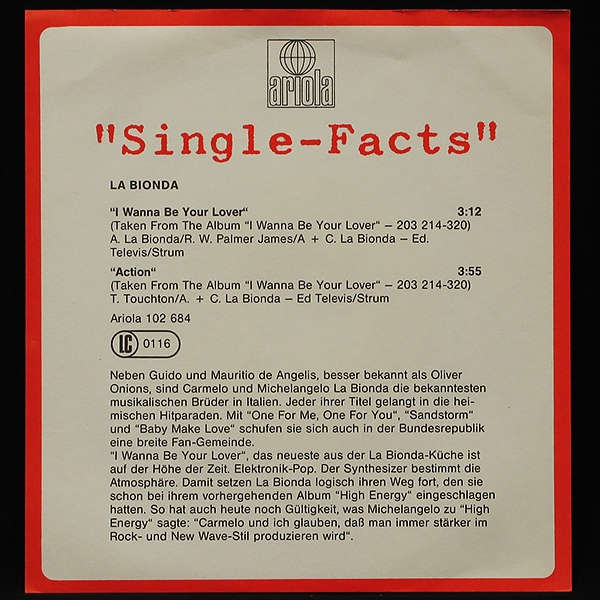 ariola
"Single-Facts"
LA BIONDA
“I Wanna Be Your Lover“ 3:12
(Taken From The Album “I Wanna Be Your Lover“ – 203 214-320)
A. La Bionda/R. W. Palmer James/A + C. La Bionda – Ed.
Televis/Strum
“Action“ 3:55
(Taken From The Album “I Wanna Be Your Lover“ – 203 214-320)
T. Touchton/A. + C. La Bionda – Ed Televis/Strum
Ariola 102 684
LC 0116
Neben Guido und Mauritio de Angelis, besser bekannt als Oliver
Onions, sind Carmelo und Michelangelo La Bionda die bekanntesten
musikalischen Brüder in Italien. Jeder ihrer Titel gelangt in die hei-
mischen Hitparaden. Mit “One For Me, One For You“, “Sandstorm“
und “Baby Make Love“ schufen sie sich auch in der Bundesrepublik
eine breite Fan-Gemeinde.
“I Wanna Be Your Lover“, das neueste aus der La Bionda-Küche ist
auf der Höhe der Zeit. Elektronik-Pop. Der Synthesizer bestimmt die
Atmosphäre. Damit setzen La Bionda logisch ihren Weg fort, den sie
schon bei ihrem vorhergehenden Album “High Energy“ eingeschlagen
hatten. So hat auch heute noch Gültigkeit, was Michelangelo zu “High
Energy“ sagte: “Carmelo und ich glauben, daß man immer stärker im
Rock- und New Wave-Stil produzieren wird“.